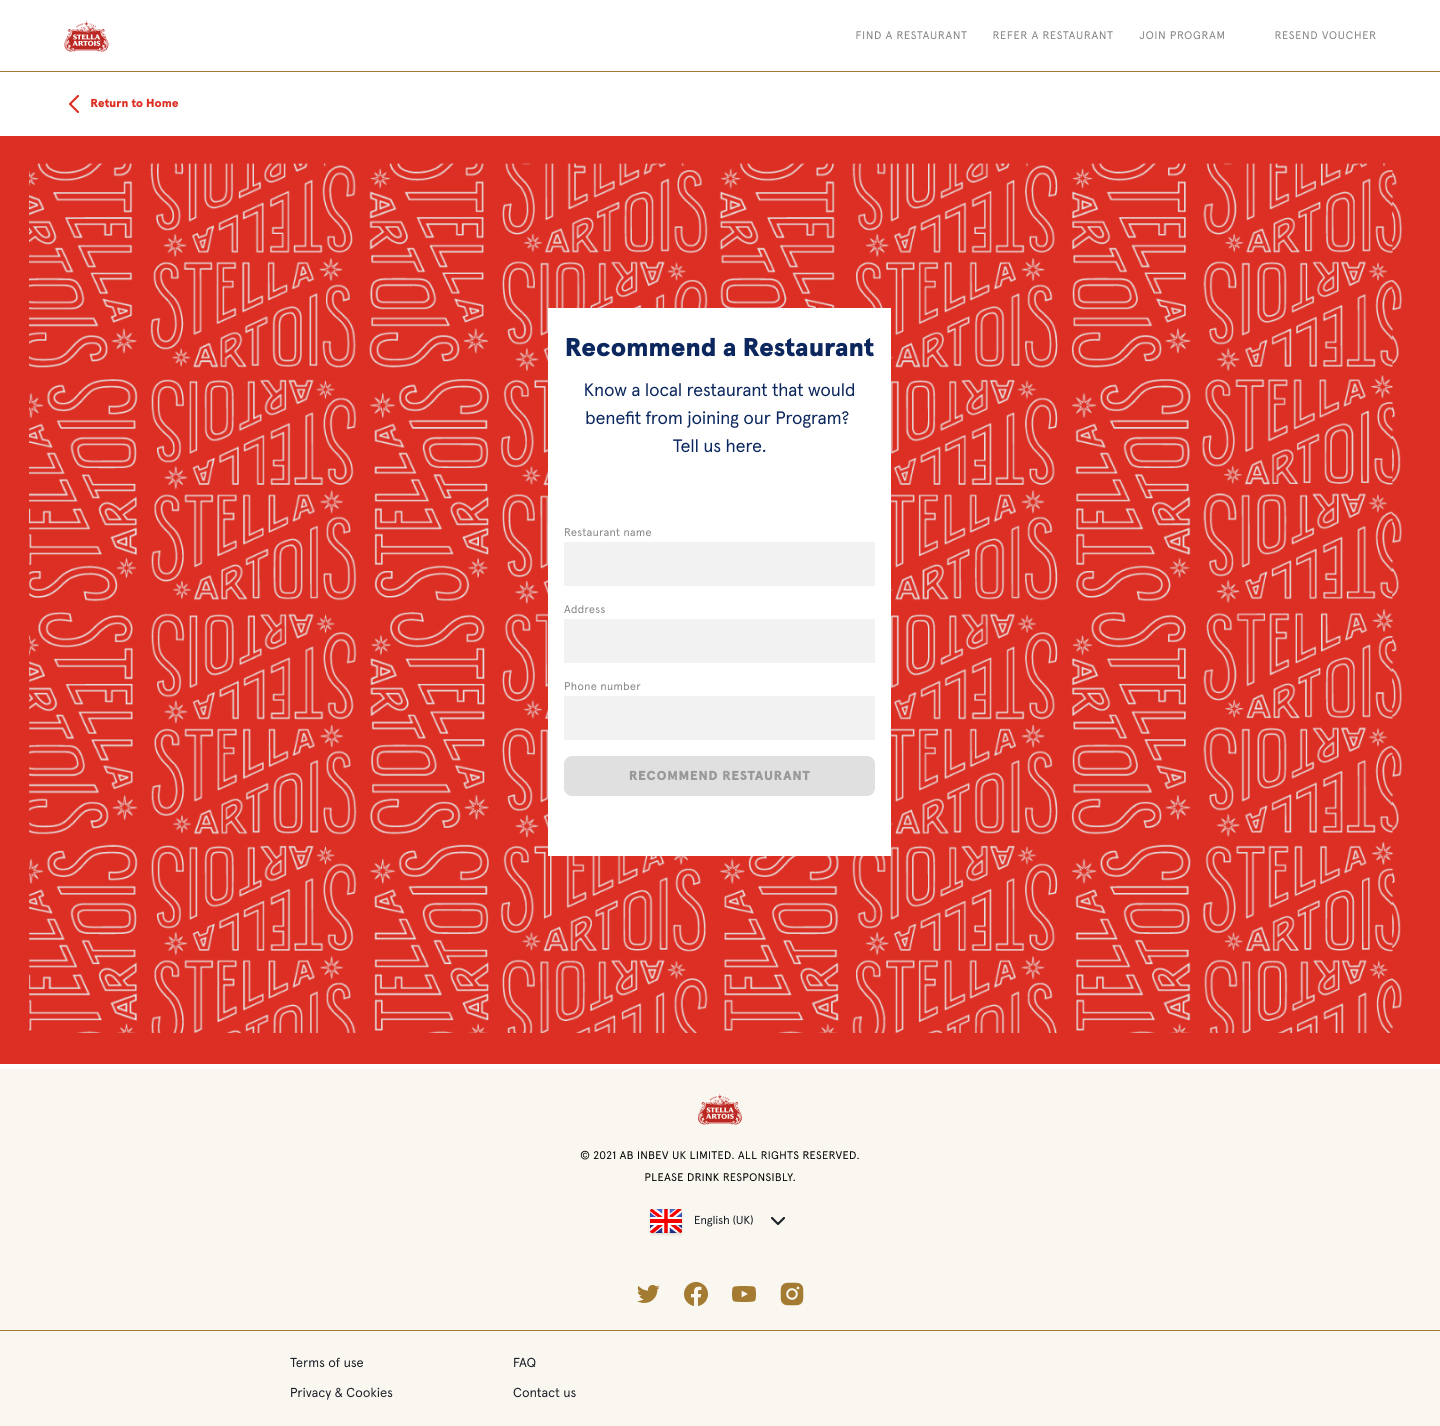 STELLA
ARTOIS
FIND A RESTAURANT
REFER A RESTAURANT
JOIN PROGRAM
RESEND VOUCHER
Return to Home
STELLA
ARTOIS
Recommend a Restaurant
Know a local restaurant that would
benefit from joining our Program?
Tell us here.
Restaurant name
Address
Phone number
RECOMMEND RESTAURANT
STELLA
ARTOIS
© 2021 AB INBEV UK LIMITED. ALL RIGHTS RESERVED.
PLEASE DRINK RESPONSIBLY.
English (UK)
Terms of use
FAQ
Privacy & Cookies
Contact us